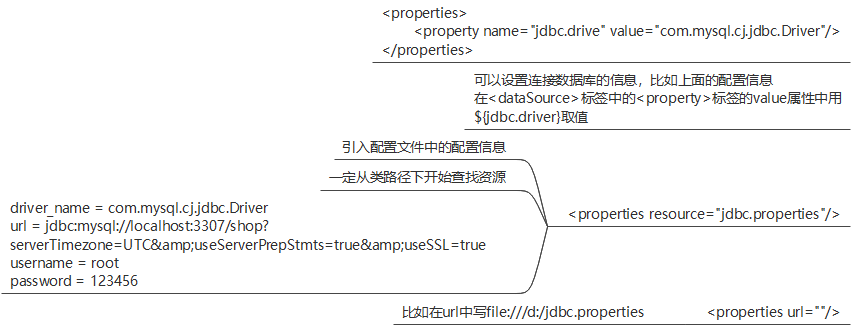 <properties>
<property name="jdbc.drive" value="com.mysql.cj.jdbc.Driver"/>
</properties>
可以设置连接数据库的信息，比如上面的配置信息
在<dataSource>标签中的<property>标签的value属性中用
${jdbc.driver}取值
引入配置文件中的配置信息
一定从类路径下开始查找资源
driver_name = com.mysql.cj.jdbc.Driver
url = jdbc:mysql://localhost:3307/shop?
serverTimezone=UTC&amp;useServerPrepStmts=true&amp;useSSL=true
username = root
password = 123456
<properties resource="jdbc.properties"/>
比如在url中写file:///d:/jdbc.properties
<properties url=""/>